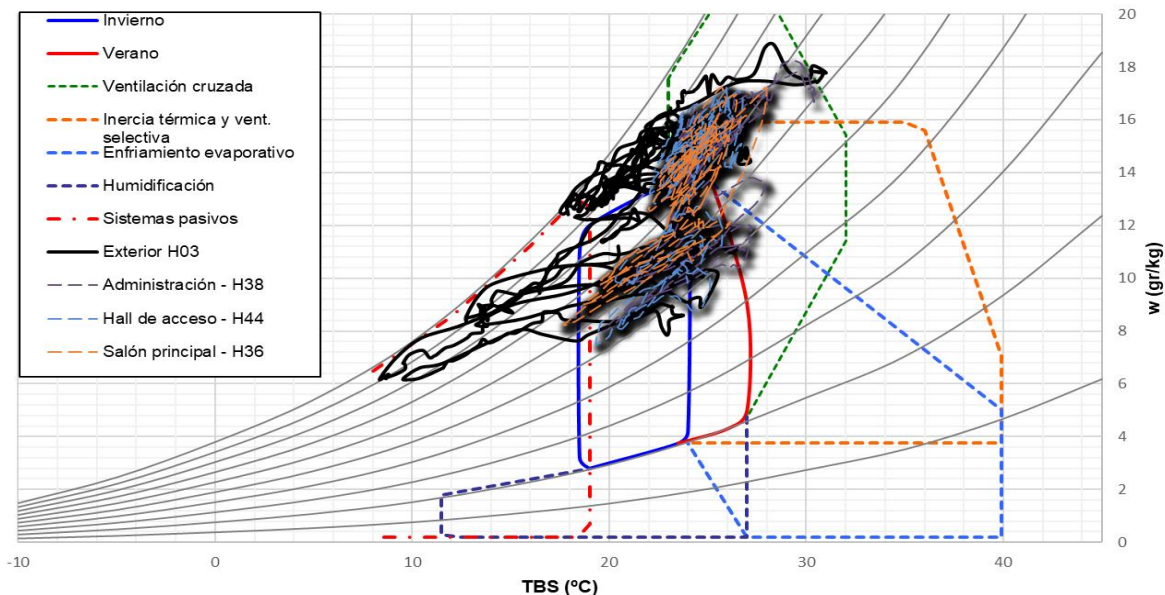 Invierno
Verano
Ventilación cruzada
Inercia térmica y vent.
selectiva
Enfriamiento evaporativo
Humidificación
Sistemas pasivos
Exterior H03
Administración - H38
Hall de acceso - H44
Salón principal - H36
20
18
16
14
12
10
8
6
4
2
0
w (gr/kg)
-10 0 10 20 30 40
TBS (ºC)